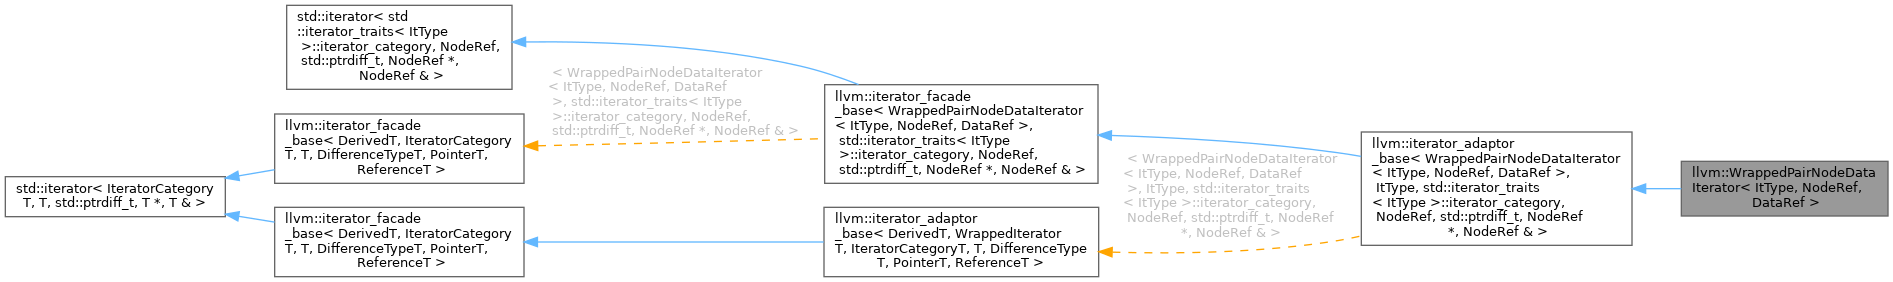 std::iterator< std
::iterator_traits< ItType
>::iterator_category, NodeRef,
std::ptrdiff_t, NodeRef *,
NodeRef & >
< WrappedPairNodeDataIterator
< ItType, NodeRef, DataRef
>, std::iterator_traits< ItType
>::iterator_category, NodeRef,
std::ptrdiff_t, NodeRef *, NodeRef & >
llvm::iterator_facade
_base< WrappedPairNodeDataIterator
< ItType, NodeRef, DataRef >,
std::iterator_traits< ItType
>::iterator_category, NodeRef,
std::ptrdiff_t, NodeRef *, NodeRef & >
llvm::iterator_facade
_base< DerivedT, IteratorCategory
T, T, DifferenceTypeT, PointerT,
ReferenceT >
std::iterator< IteratorCategory
T, T, std::ptrdiff_t, T *, T & >
llvm::iterator_facade
_base< DerivedT, IteratorCategory
T, T, DifferenceTypeT, PointerT,
ReferenceT >
llvm::iterator_adaptor
_base< DerivedT, WrappedIterator
T, IteratorCategoryT, T, DifferenceType
T, PointerT, ReferenceT >
< WrappedPairNodeDataIterator
< ItType, NodeRef, DataRef
>, ItType, std::iterator_traits
< ItType >::iterator_category,
NodeRef, std::ptrdiff_t, NodeRef
*, NodeRef & >
llvm::iterator_adaptor
_base< WrappedPairNodeDataIterator
< ItType, NodeRef, DataRef >,
ItType, std::iterator_traits
< ItType >::iterator_category,
NodeRef, std::ptrdiff_t, NodeRef
*, NodeRef & >
llvm::WrappedPairNodeData
Iterator< ItType, NodeRef,
DataRef >